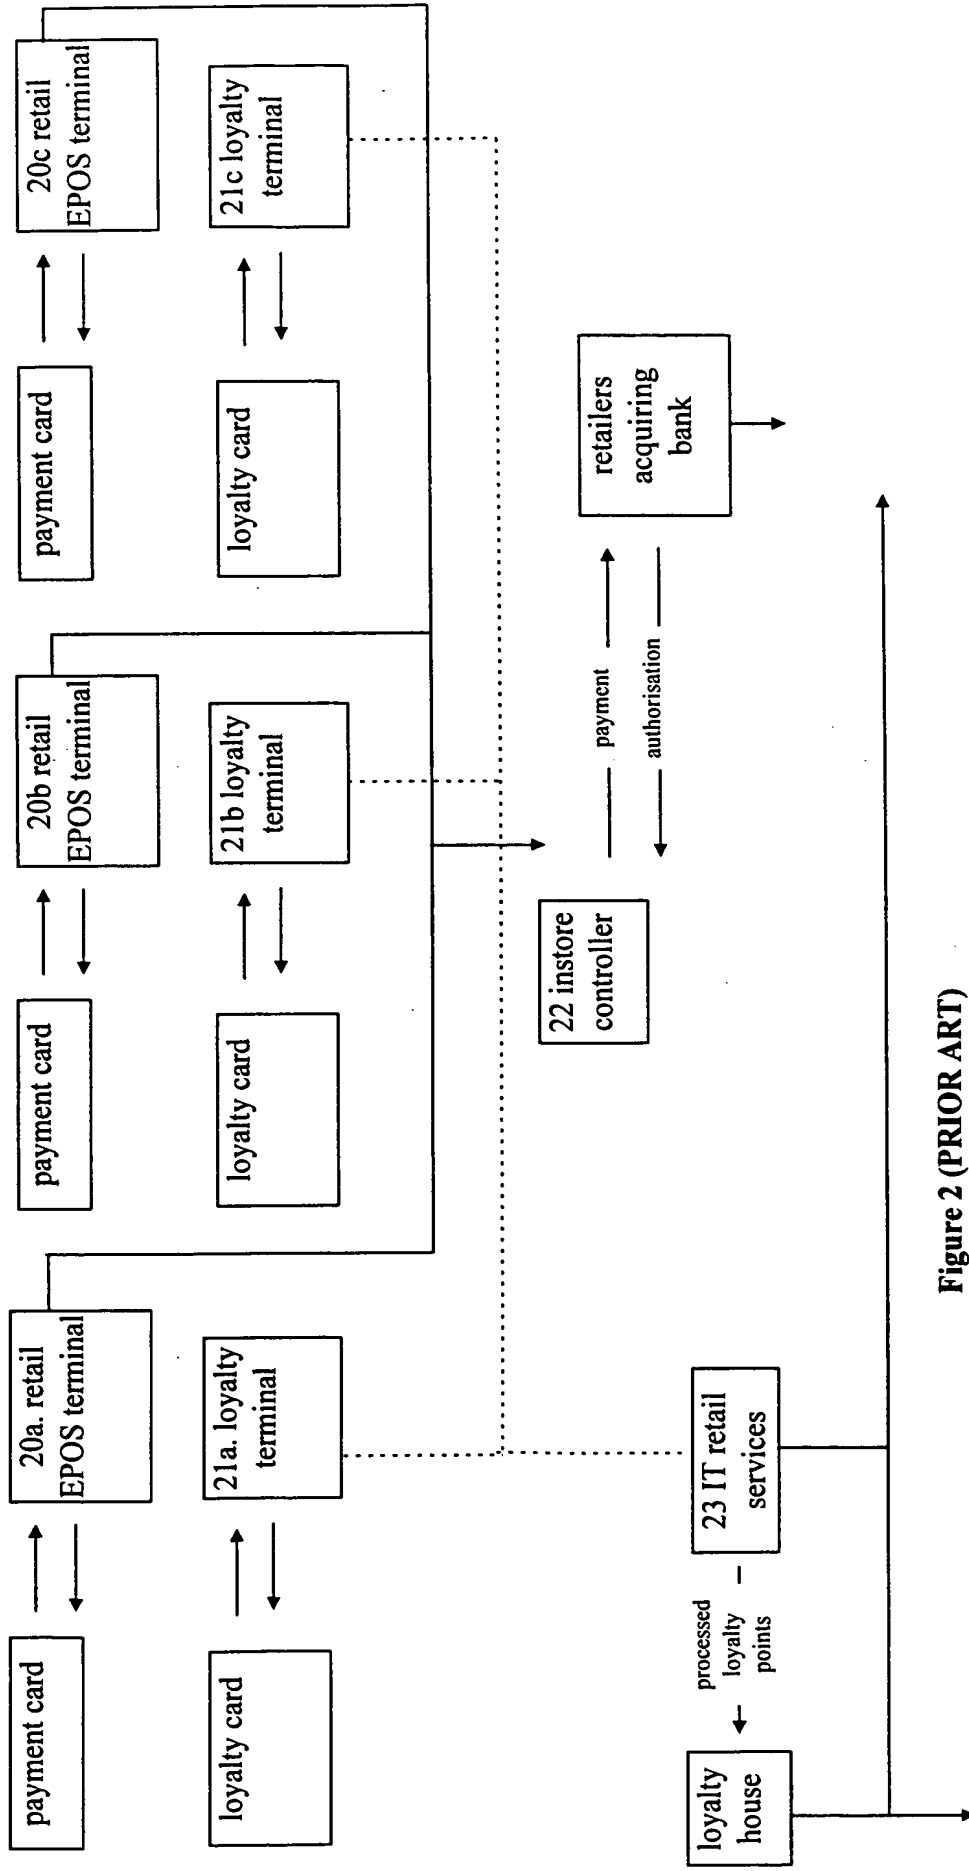 payment card
20a. retail
EPOS terminal
payment card
20b retail
EPOS terminal
payment card
20c retail
EPOS terminal
loyalty card
21a. loyalty
terminal
loyalty card
21b loyalty
terminal
loyalty card
21c loyalty
terminal
22 instore
controller
payment
authorisation
retailers
acquiring
bank
loyalty
house
processed
loyalty
points
23 IT retail
services
Figure 2 (PRIOR ART)